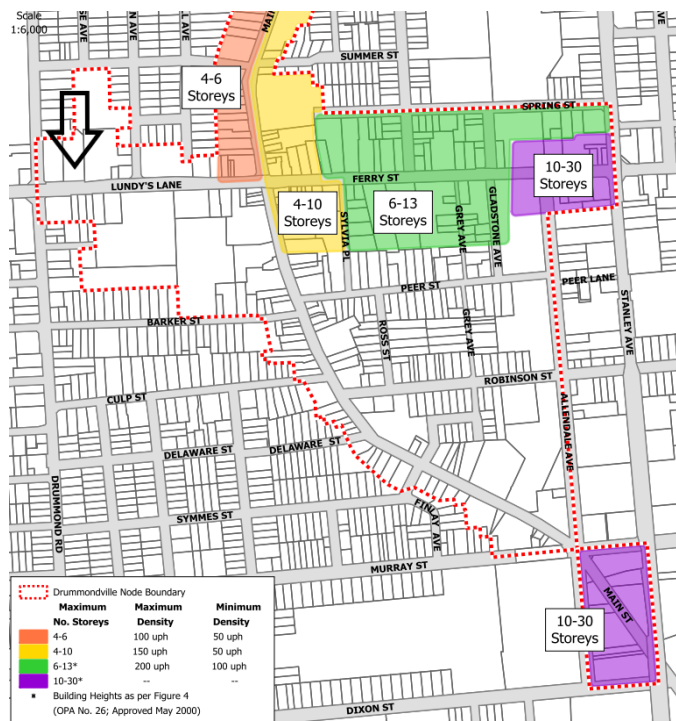 Scale
1:6,000
MAIN
SUMMER ST
4-6
Storeys
SPRING ST
LUNDY'S LANE
FERRY ST
10-30
Storeys
4-10
Storeys
6-13
Storeys
SYLVIA PL
GREY AVE
GLADSTONE AVE
PEER ST
PEER LANE
STANLEY AVE
BARKER ST
ROSS ST
GREY AVE
CULP ST
ROBINSON ST
ALLENDALE AVE
DELAWARE ST
DELAWARE ST
DRUMMOND RD
SYMMES ST
FINLAY AVE
MURRAY ST
MAIN ST
10-30
Storeys
DIXON ST
Drummondville Node Boundary
Maximum Maximum Minimum
No. Storeys Density Density
4-6 100 uph 50 uph
4-10 150 uph 50 uph
6-13* 200 uph 100 uph
10-30* -- --
Building Heights as per Figure 4
(OPA No. 26; Approved May 2000)